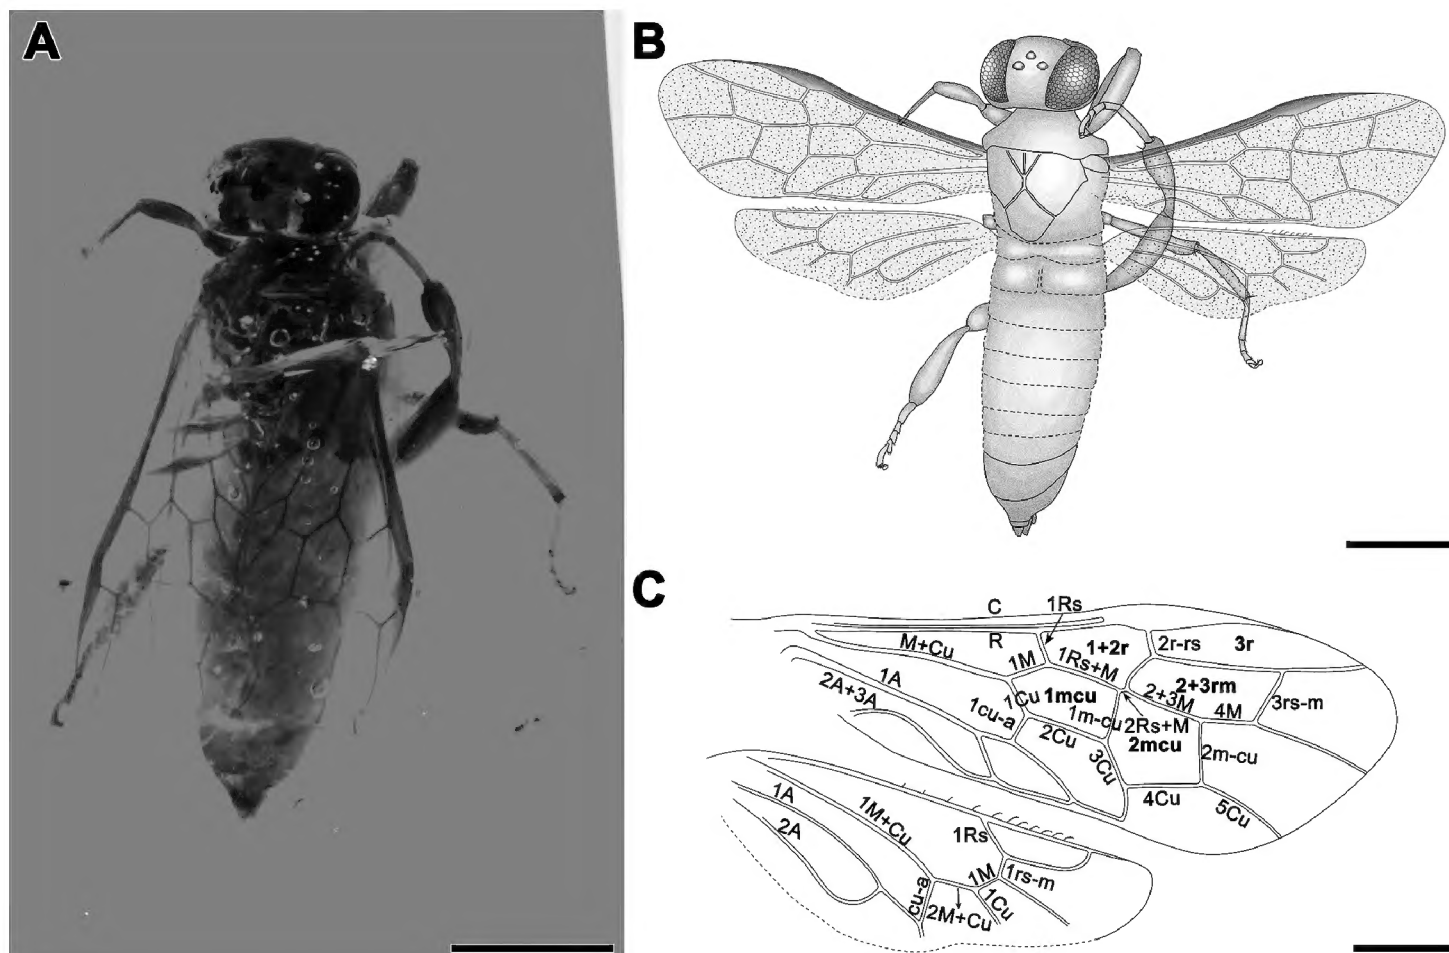 A
B
C
C
1Rs
R
M+Cu
1M
1Rs+M
1+2r
2r-rs
3r
1A
2A+3A
1cu-a
1Cu
1mcu
1m-cu
2+3rm
2+3M
4M
3rs-m
2Rs+M
2mcu
2m-cu
2Cu
3Cu
4Cu
5Cu
1A
2A
1M+Cu
1Rs
1M
1rs-m
cu-a
2M+Cu
1Cu